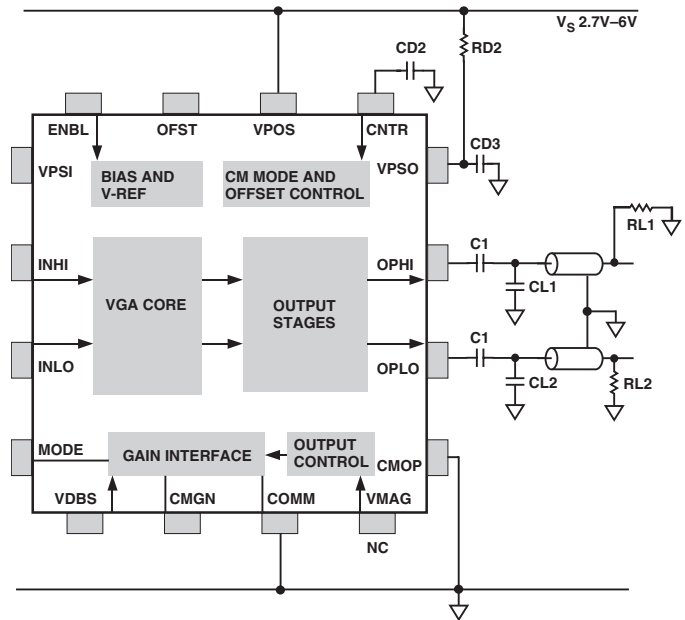 V_S 2.7V–6V
CD2
RD2
ENBL
OFST
VPOS
CNTR
VPSI
VPSO
CD3
BIAS AND
V-REF
CM MODE AND
OFFSET CONTROL
RL1
INHI
OPHI
C1
CL1
VGA CORE
OUTPUT
STAGES
INLO
OPLO
C1
CL2
RL2
MODE
GAIN INTERFACE
OUTPUT
CONTROL
CMOP
VDBS
CMGN
COMM
VMAG
NC